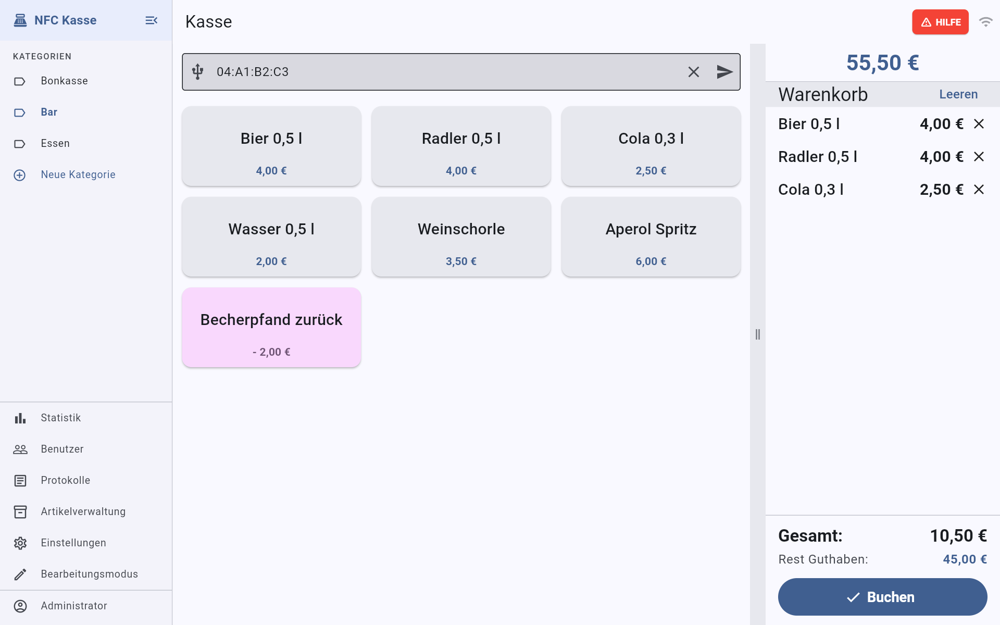 NFC Kasse
KATEGORIEN
Bonkasse
Bar
Essen
Neue Kategorie
Statistik
Benutzer
Protokolle
Artikelverwaltung
Einstellungen
Bearbeitungsmodus
Administrator
Kasse
HILFE
04:A1:B2:C3
Bier 0,5 l
4,00 €
Radler 0,5 l
4,00 €
Cola 0,3 l
2,50 €
Wasser 0,5 l
2,00 €
Weinschorle
3,50 €
Aperol Spritz
6,00 €
Becherpfand zurück
- 2,00 €
55,50 €
Warenkorb Leeren
Bier 0,5 l 4,00 €
Radler 0,5 l 4,00 €
Cola 0,3 l 2,50 €
Gesamt: 10,50 €
Rest Guthaben: 45,00 €
Buchen